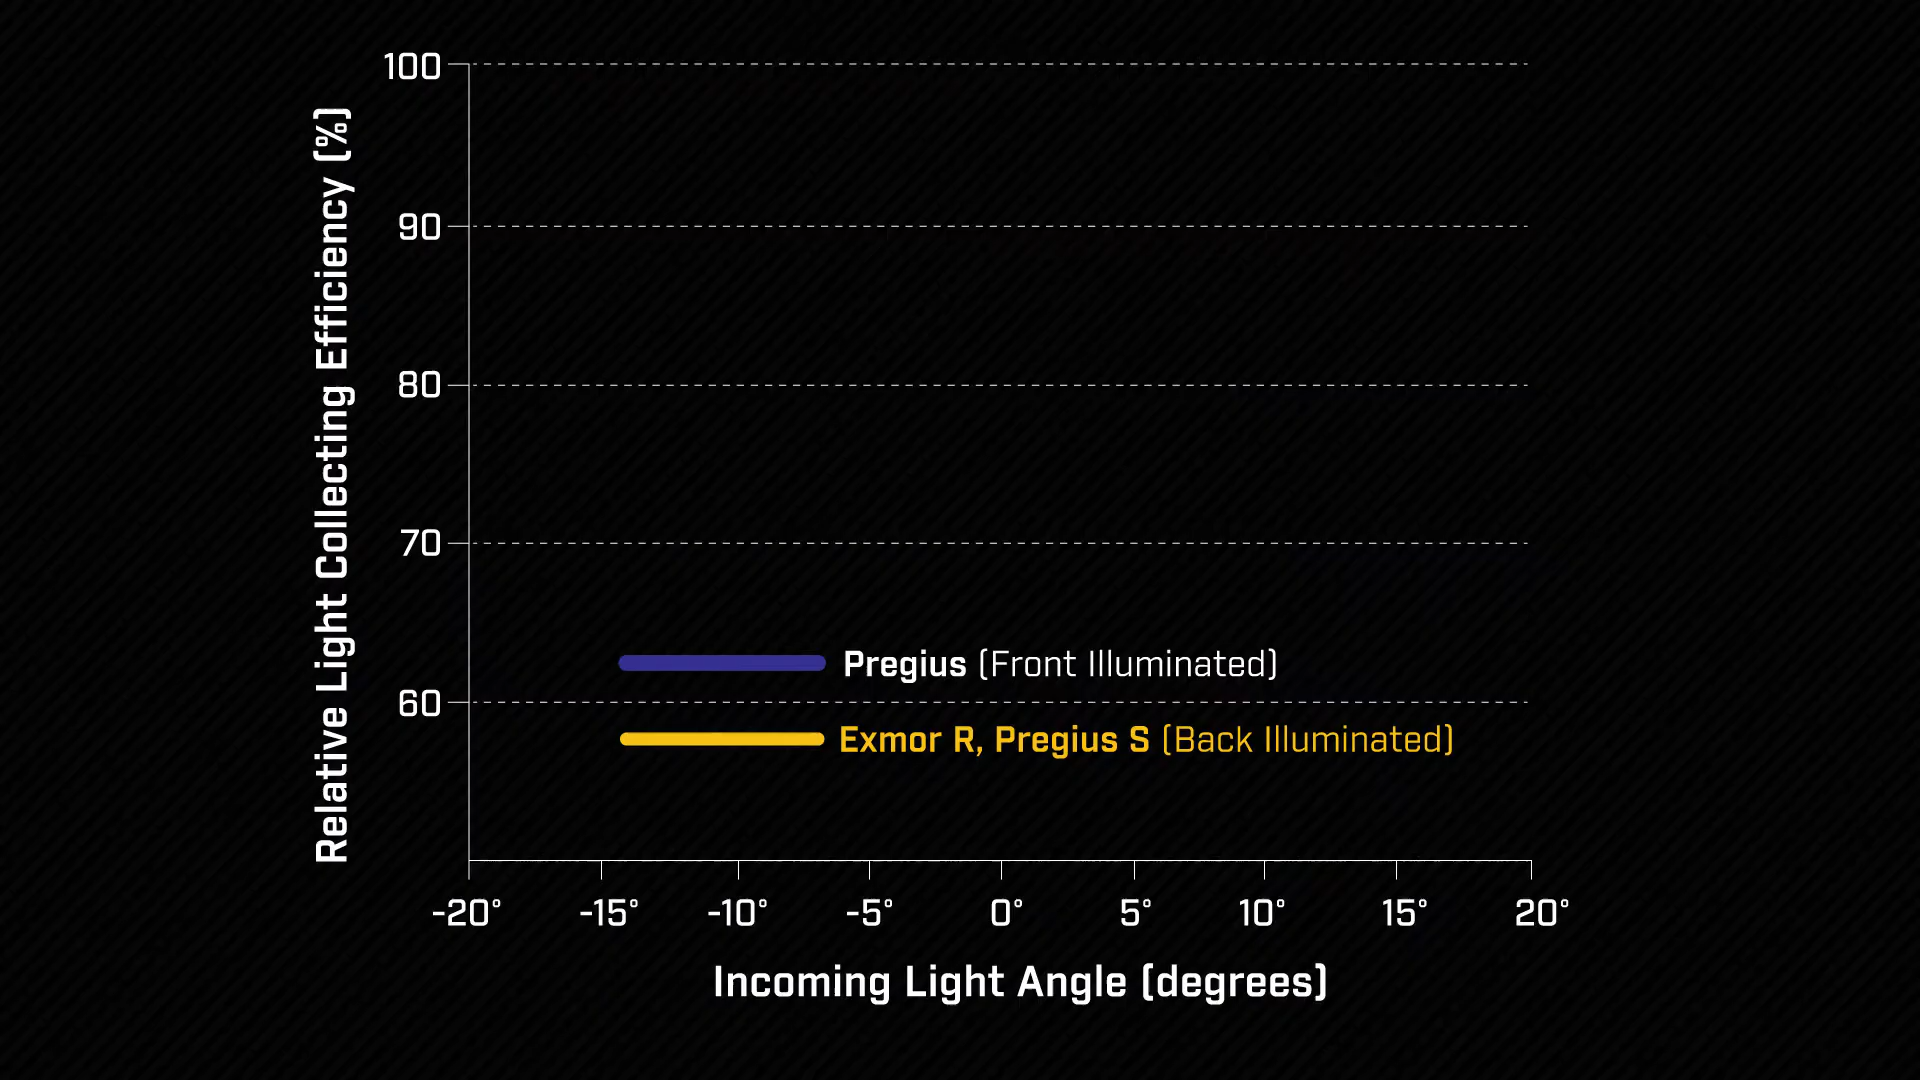 100
90
80
70
60
Relative Light Collecting Efficiency (%)
Pregius (Front Illuminated)
Exmor R, Pregius S (Back Illuminated)
-20° -15° -10° -5° 0° 5° 10° 15° 20°
Incoming Light Angle (degrees)